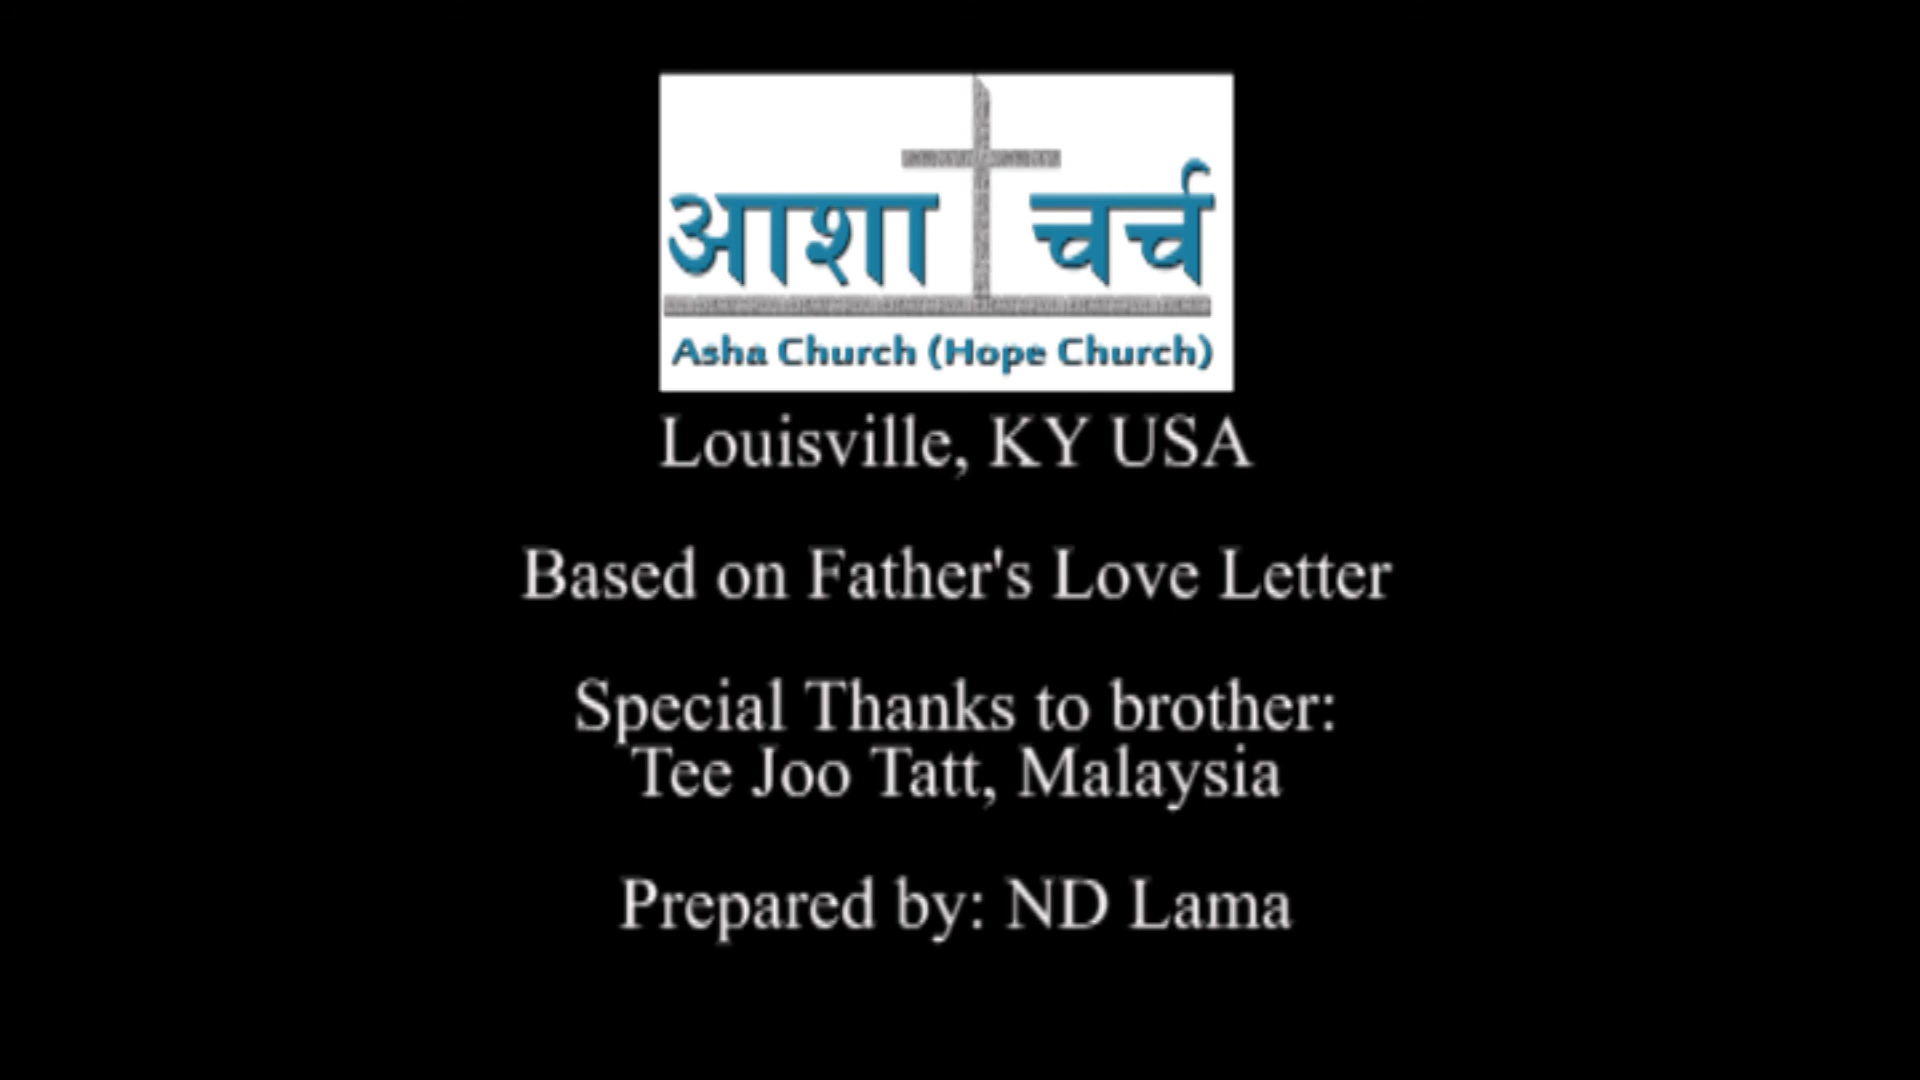 आशा चर्च
Asha Church (Hope Church)
Louisville, KY USA
Based on Father's Love Letter
Special Thanks to brother:
Tee Joo Tatt, Malaysia
Prepared by: ND Lama